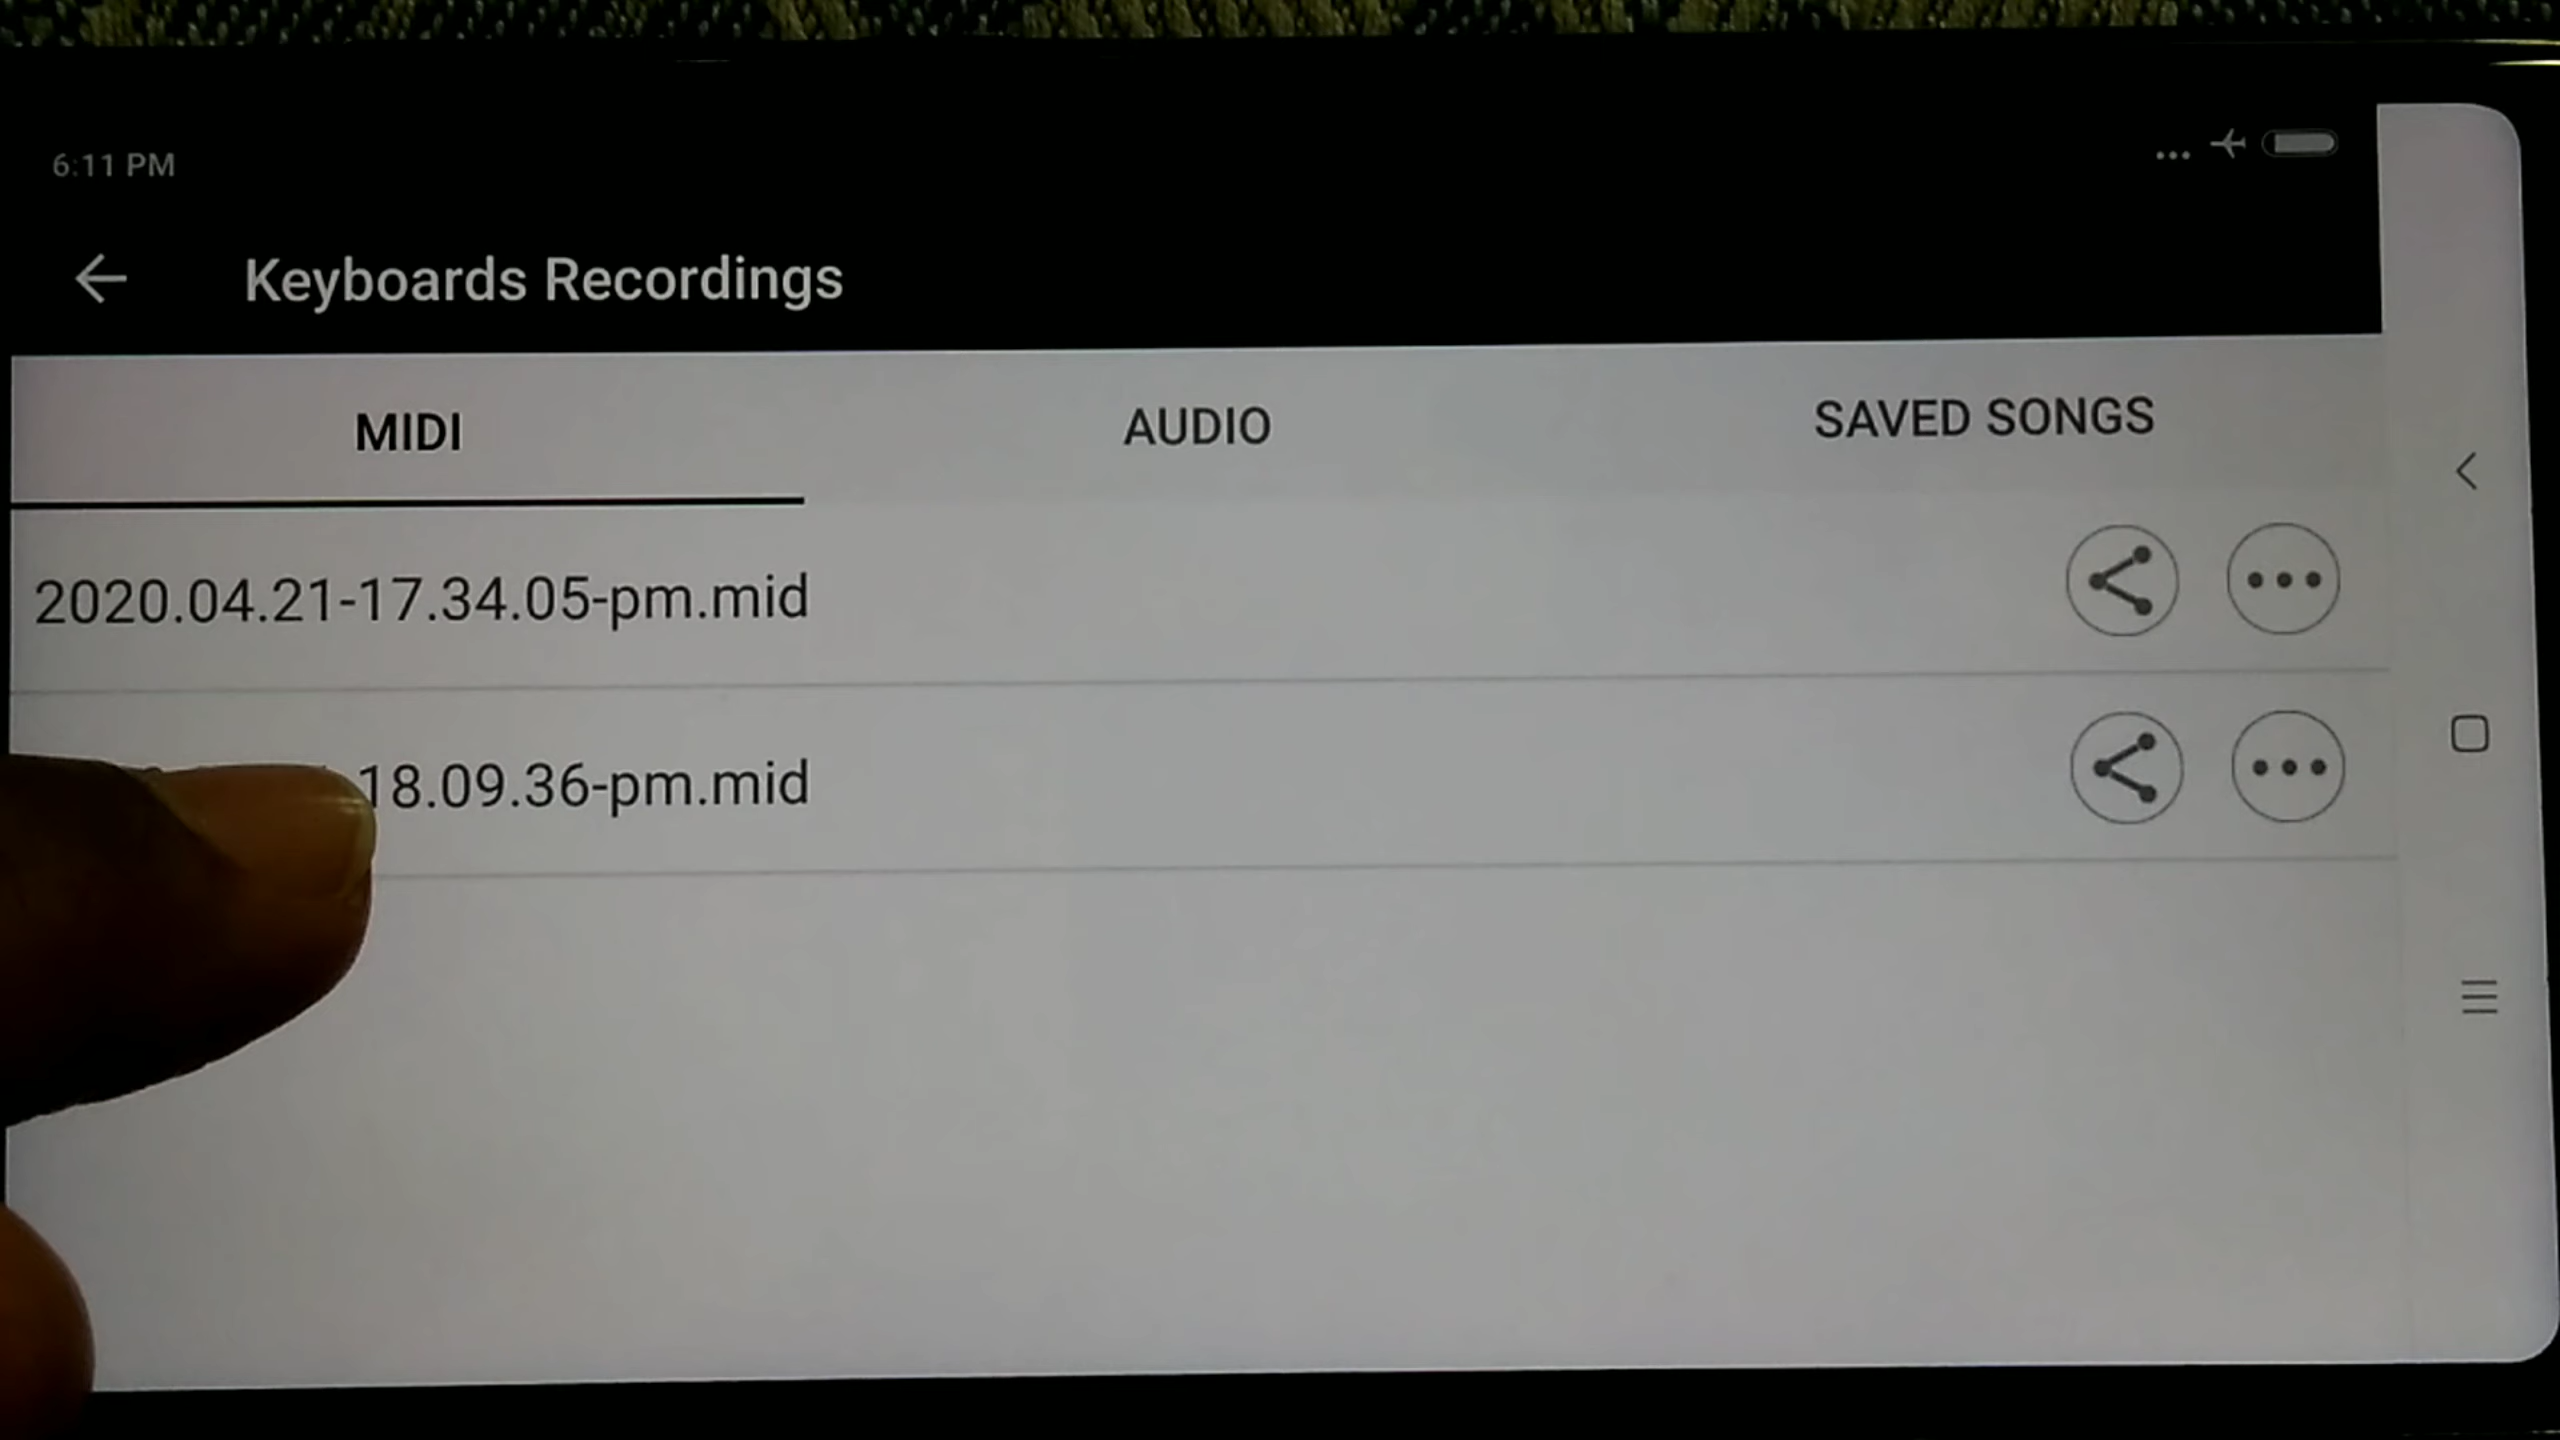 6:11 PM
Keyboards Recordings
MIDI AUDIO SAVED SONGS
2020.04.21-17.34.05-pm.mid
18.09.36-pm.mid